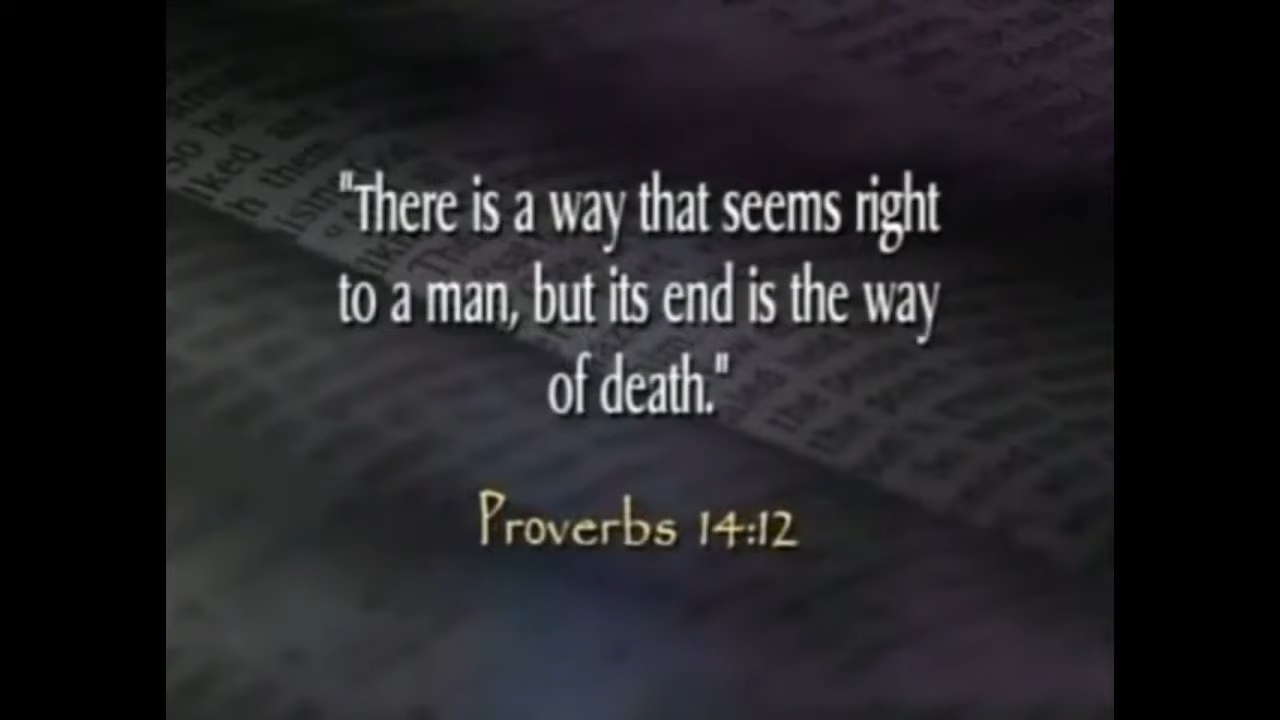 "There is a way that seems right
to a man, but its end is the way
of death."
Proverbs 14:12